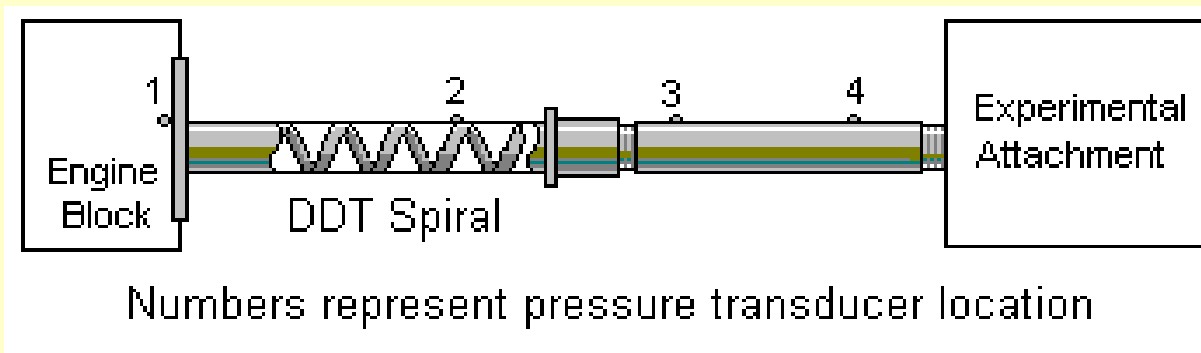 1
2
3
4
Engine
Block
DDT Spiral
Experimental
Attachment
Numbers represent pressure transducer location